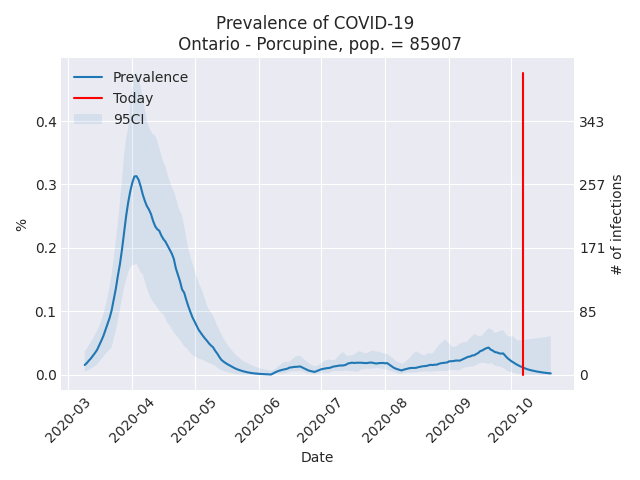 Prevalence of COVID-19
Ontario - Porcupine, pop. = 85907
Prevalence
Today
95CI
%
0.4
0.3
0.2
0.1
0.0
343
257
171
85
0
# of infections
2020-03
2020-04
2020-05
2020-06
2020-07
2020-08
2020-09
2020-10
Date